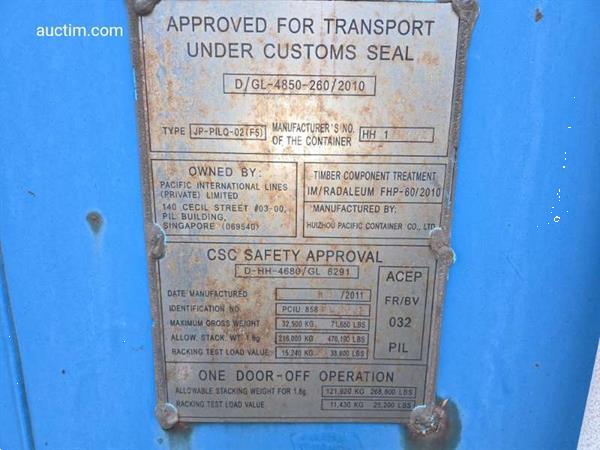 auctim.com
APPROVED FOR TRANSPORT
UNDER CUSTOMS SEAL
D/GL-4850-260/2010
TYPE JP-PILQ-02(F5) MANUFACTURER'S NO. OF THE CONTAINER HH 1
OWNED BY:
PACIFIC INTERNATIONAL LINES
(PRIVATE) LIMITED
140 CECIL STREET #03-00,
PIL BUILDING,
SINGAPORE (069540)
TIMBER COMPONENT TREATMENT
IM/RADALEUM FHP-60/2010
MANUFACTURED BY:
HUIZHOU PACIFIC CONTAINER CO., LTD.
CSC SAFETY APPROVAL
D-HH-4680/GL 6291
DATE MANUFACTURED /2011
IDENTIFICATION NO. PCIU 858
MAXIMUM GROSS WEIGHT 32,500 KG 71,650 LBS
ALLOW. STACK. WT 1.8g 216,000 KG 476,190 LBS
RACKING TEST LOAD VALUE 15,240 KG 33,600 LBS
ACEP
FR/BV
032
PIL
ONE DOOR-OFF OPERATION
ALLOWABLE STACKING WEIGHT FOR 1.8g 121,920 KG 268,800 LBS
RACKING TEST LOAD VALUE 11,430 KG 25,200 LBS